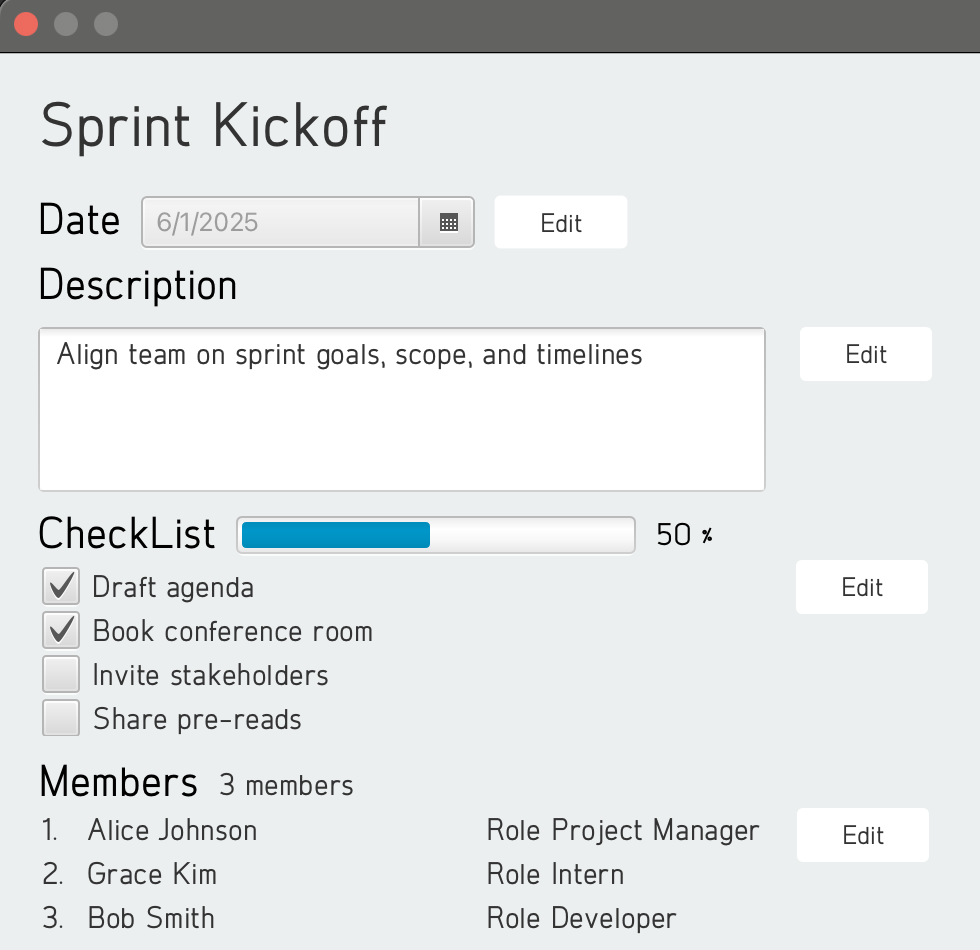 Sprint Kickoff
Date 6/1/2025 Edit
Description
Align team on sprint goals, scope, and timelines Edit
CheckList 50 %
Draft agenda Edit
Book conference room
Invite stakeholders
Share pre-reads
Members 3 members
1. Alice Johnson Role Project Manager Edit
2. Grace Kim Role Intern
3. Bob Smith Role Developer